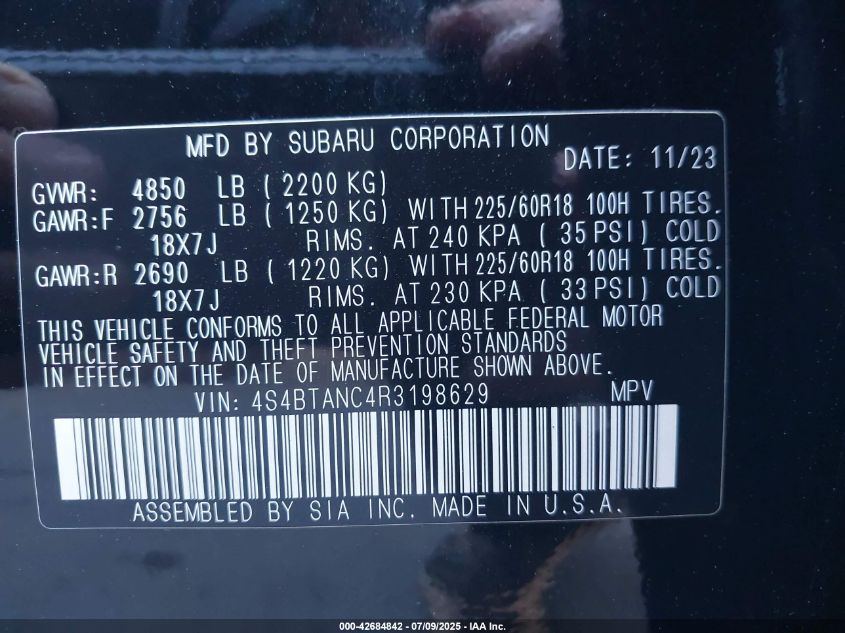 MFD BY SUBARU CORPORATION DATE: 11/23
GVWR: 4850 LB ( 2200 KG)
GAWR:F 2756 LB ( 1250 KG) WITH 225/60R18 100H TIRES.
18X7J RIMS. AT 240 KPA ( 35 PSI) COLD
GAWR:R 2690 LB ( 1220 KG) WITH 225/60R18 100H TIRES.
18X7J RIMS. AT 230 KPA ( 33 PSI) COLD
THIS VEHICLE CONFORMS TO ALL APPLICABLE FEDERAL MOTOR
VEHICLE SAFETY AND THEFT PREVENTION STANDARDS
IN EFFECT ON THE DATE OF MANUFACTURE SHOWN ABOVE.
VIN: 4S4BTANC4R3198629 MPV
ASSEMBLED BY SIA INC. MADE IN U.S.A.
000-42684842 - 07/09/2025 - IAA Inc.